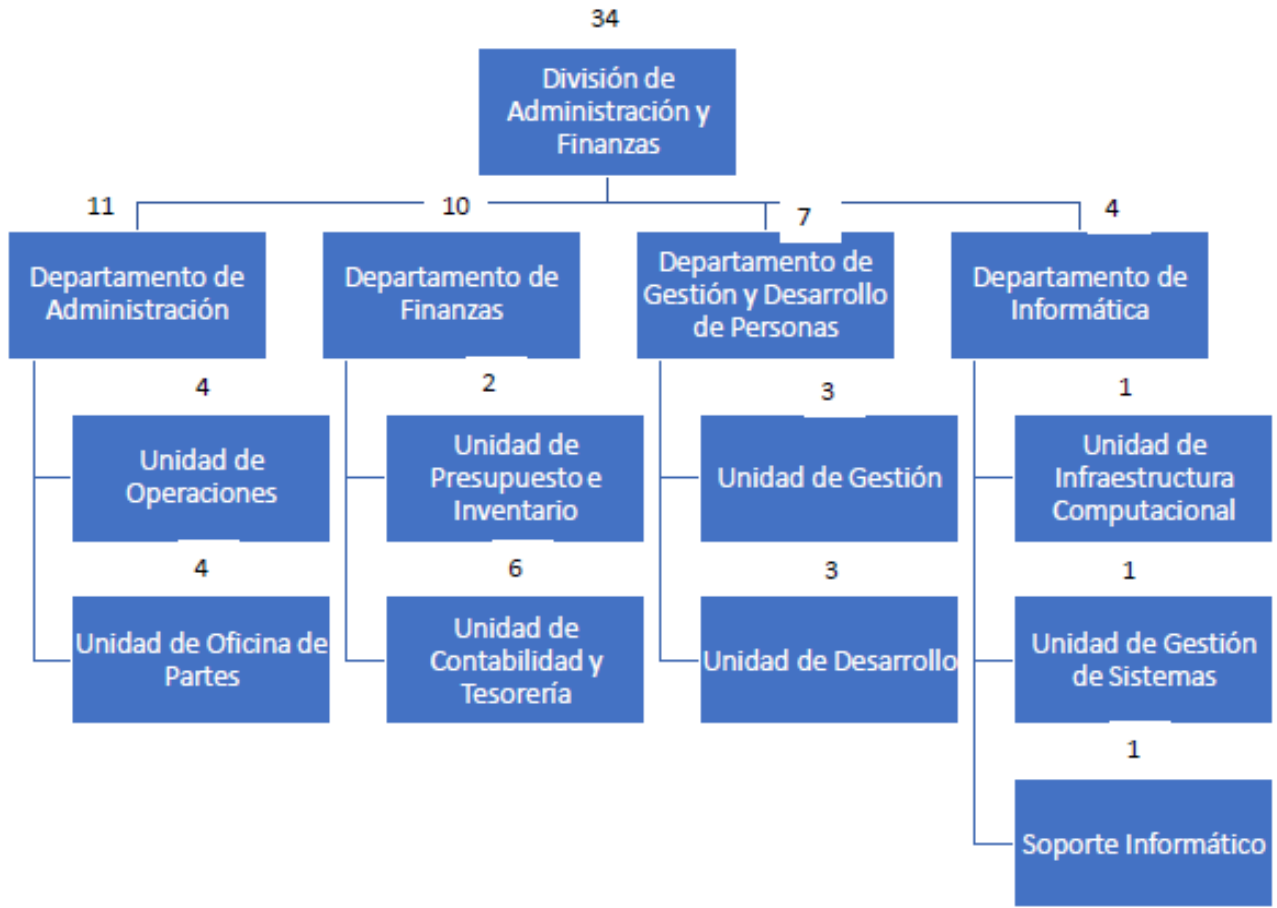 34
División de
Administración y
Finanzas
11
10
7
4
Departamento de
Administración
Departamento de
Finanzas
Departamento de
Gestión y Desarrollo
de Personas
Departamento de
Informática
4
2
3
1
Unidad de
Operaciones
Unidad de
Presupuesto e
Inventario
Unidad de Gestión
Unidad de
Infraestructura
Computacional
4
6
3
1
Unidad de Oficina de
Partes
Unidad de
Contabilidad y
Tesorería
Unidad de Desarrollo
Unidad de Gestión
de Sistemas
1
Soporte Informático